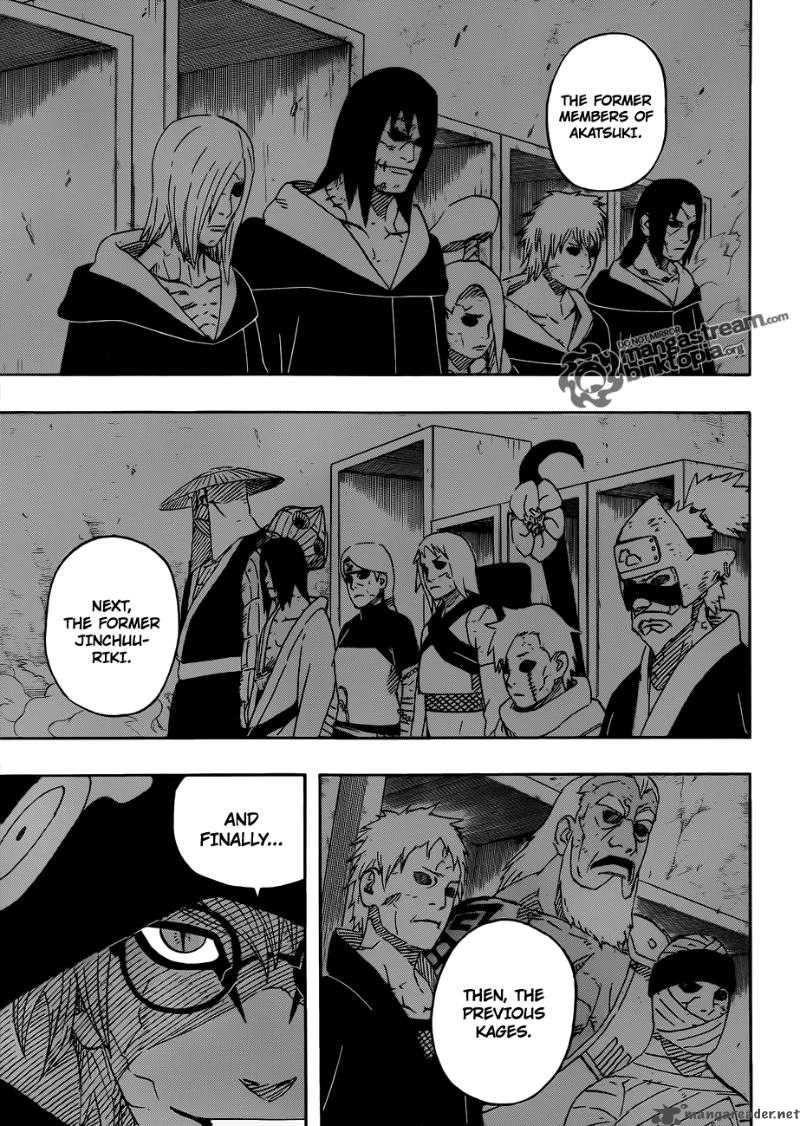 THE FORMER
MEMBERS OF
AKATSUKI.
DO NOT MIRROR
mangastream.com
binktopia.org
NEXT,
THE FORMER
JINCHUU-
RIKI.
AND
FINALLY...
THEN, THE
PREVIOUS
KAGES.
mangareader.net